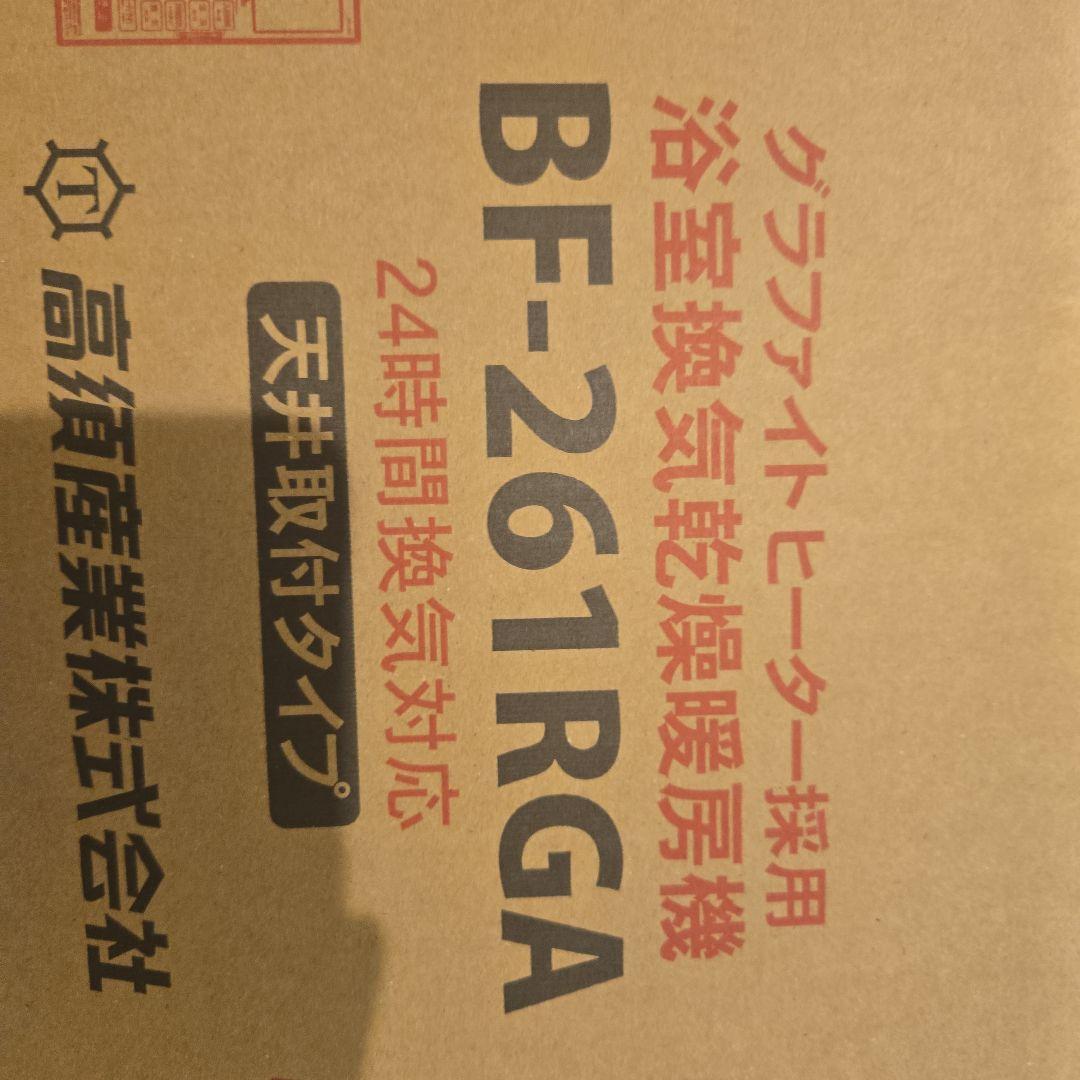 グラファイトヒーター採用
浴室換気乾燥暖房機
BF-261RGA
24時間換気対応
天井取付タイプ
T 高須産業株式会社